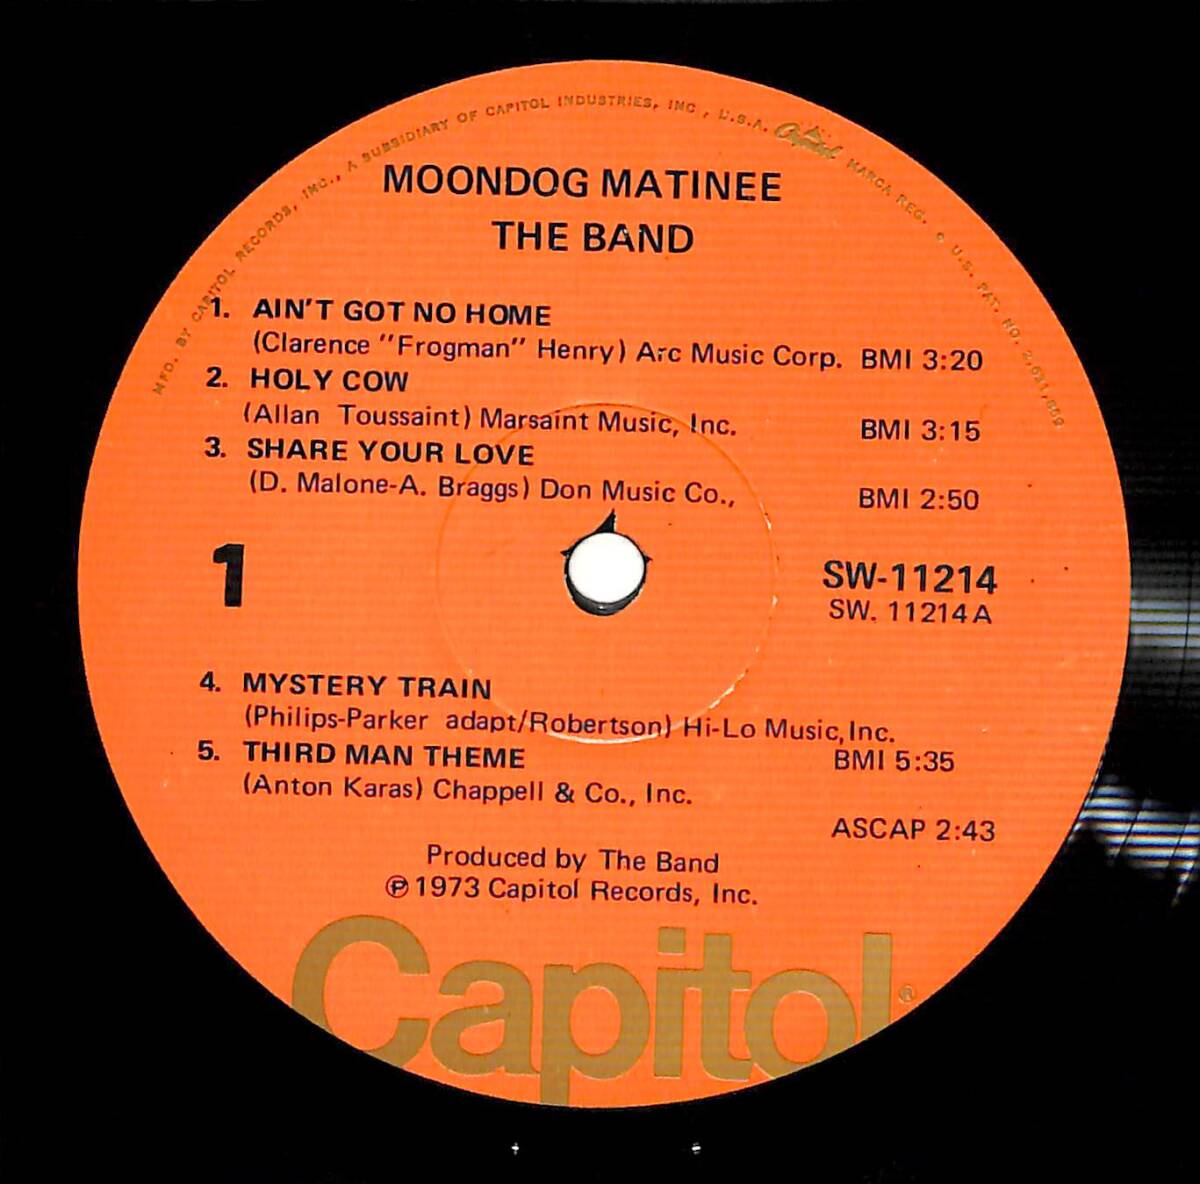 MFD. BY CAPITOL RECORDS, INC., A SUBSIDIARY OF CAPITOL INDUSTRIES, INC., U.S.A. Capitol MARCA REG. • U.S. PAT. NO. 2,631,859
MOONDOG MATINEE
THE BAND
1. AIN'T GOT NO HOME
(Clarence "Frogman" Henry) Arc Music Corp. BMI 3:20
2. HOLY COW
(Allan Toussaint) Marsaint Music, Inc. BMI 3:15
3. SHARE YOUR LOVE
(D. Malone-A. Braggs) Don Music Co., BMI 2:50
1
SW-11214
SW. 11214A
4. MYSTERY TRAIN
(Philips-Parker adapt/Robertson) Hi-Lo Music, Inc.
BMI 5:35
5. THIRD MAN THEME
(Anton Karas) Chappell & Co., Inc.
ASCAP 2:43
Produced by The Band
℗ 1973 Capitol Records, Inc.
Capitol®